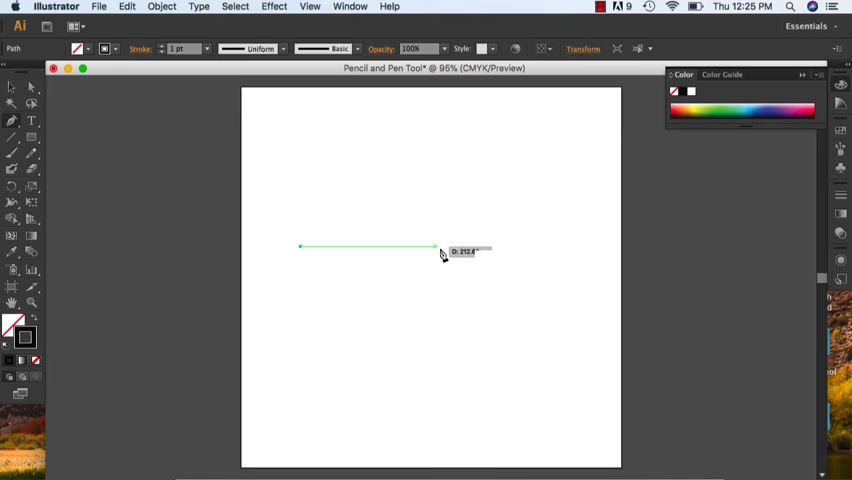 Illustrator File Edit Object Type Select Effect View Window Help 9 Thu 12:25 PM
Ai Essentials
Path Stroke: 1 pt Uniform Basic Opacity: 100% Style: Transform
Pencil and Pen Tool* @ 95% (CMYK/Preview)
Color Color Guide
D: 212.6